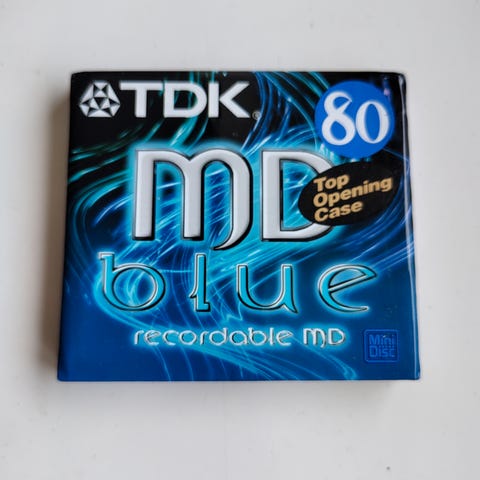 TDK®
80
MD
Top
Opening
Case
blue
recordable MD
Mini
Disc